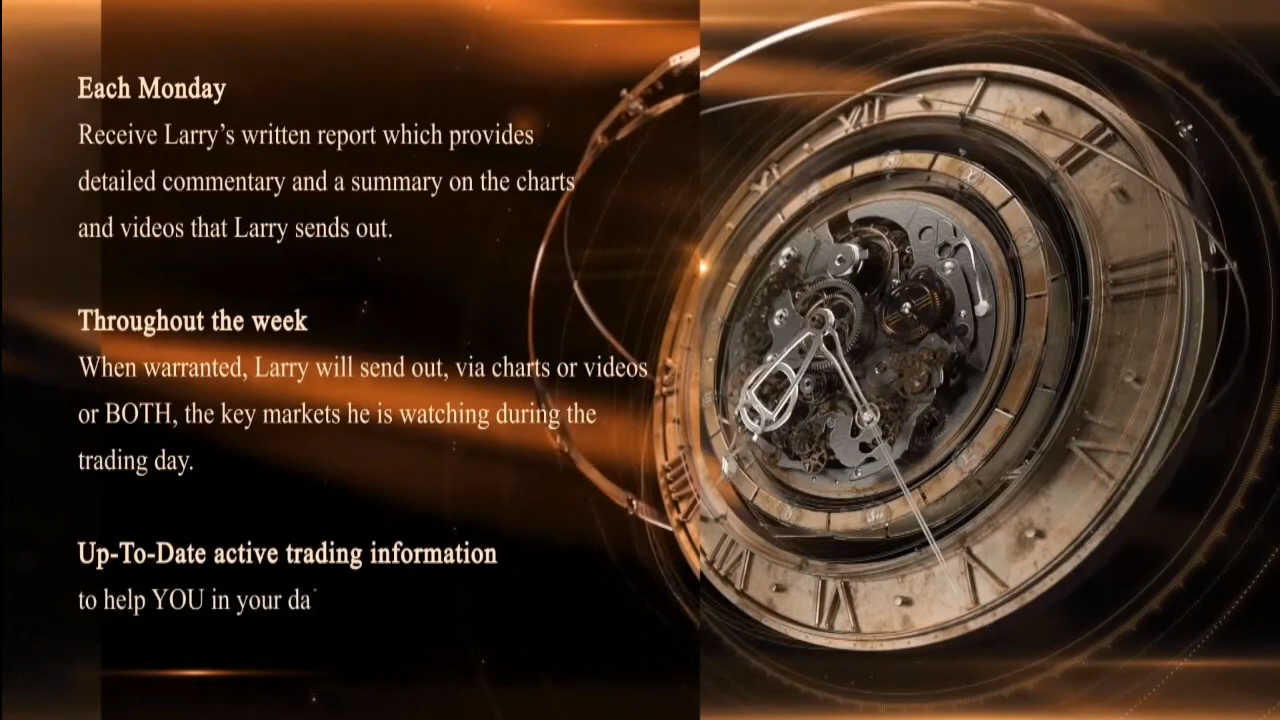 Each Monday
Receive Larry’s written report which provides
detailed commentary and a summary on the charts
and videos that Larry sends out.
Throughout the week
When warranted, Larry will send out, via charts or videos
or BOTH, the key markets he is watching during the
trading day.
Up-To-Date active trading information
to help YOU in your da